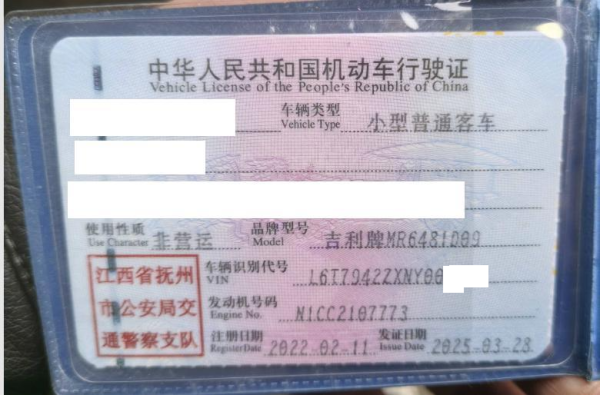 中华人民共和国机动车行驶证
Vehicle License of the People's Republic of China
车辆类型 小型普通客车
Vehicle Type
使用性质 非营运 品牌型号 吉利牌MR6481D09
Use Character Model
车辆识别代号 L6T7942ZXNY00
VIN
发动机号码 N1CC2107773
Engine No.
注册日期 2022-02-11 发证日期 2025-03-28
Register Date Issue Date
江西省抚州
市公安局交
通警察支队